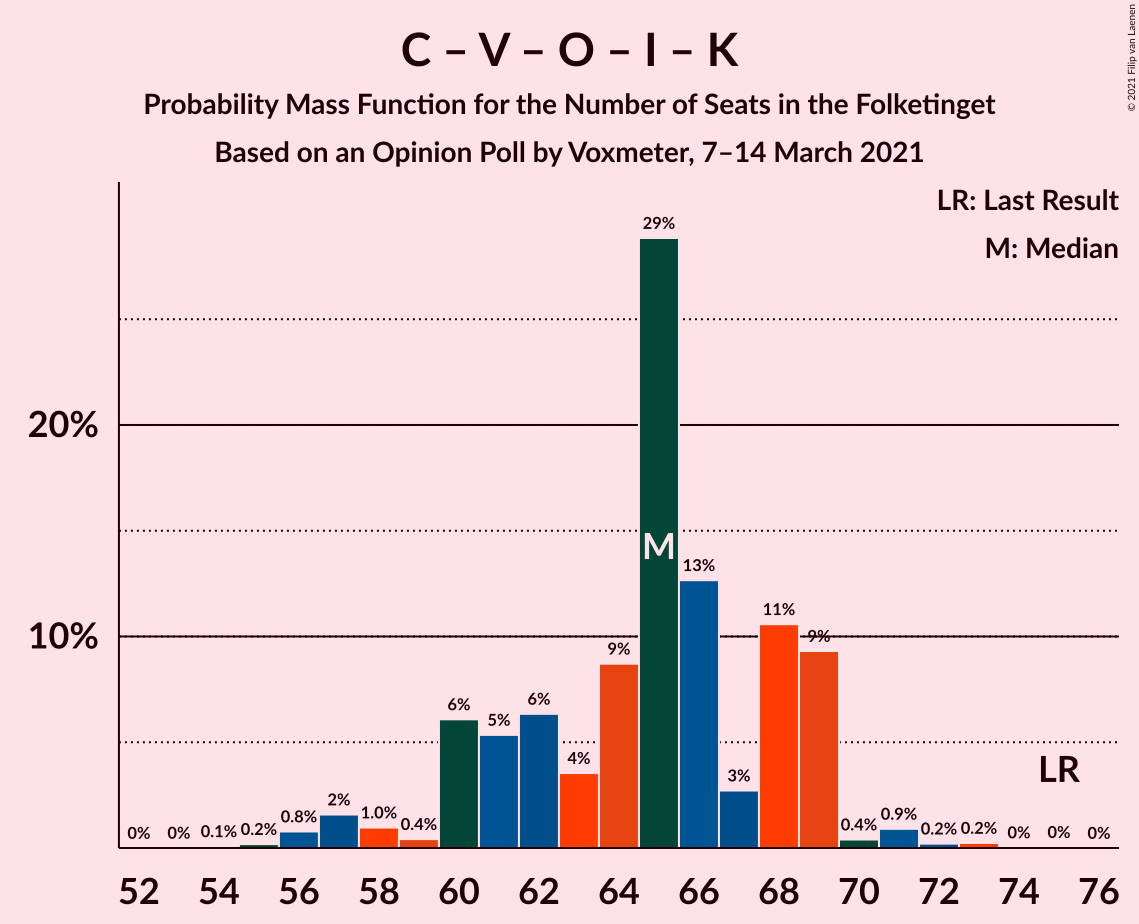 C – V – O – I – K
Probability Mass Function for the Number of Seats in the Folketinget
Based on an Opinion Poll by Voxmeter, 7–14 March 2021
© 2021 Filip van Laenen
LR: Last Result
M: Median
20%
10%
0% 0% 0.1% 0.2% 0.8% 2% 1.0% 0.4% 6% 5% 6% 4% 9% 29% 13% 3% 11% 9% 0.4% 0.9% 0.2% 0.2% 0% 0% 0%
M
LR
52 54 56 58 60 62 64 66 68 70 72 74 76